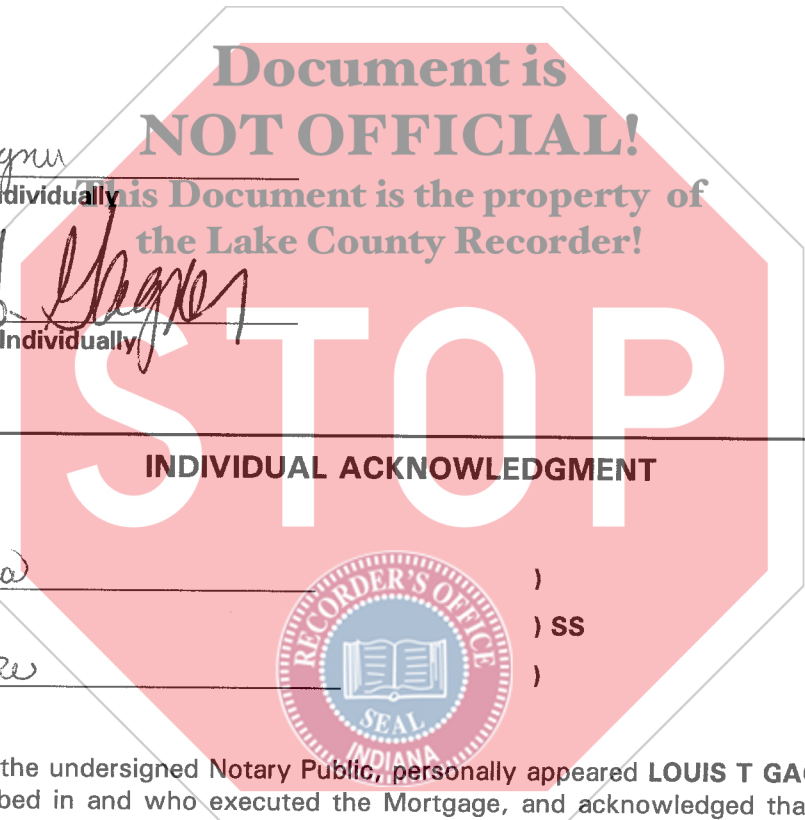 Document is
NOT OFFICIAL!
This Document is the property of
the Lake County Recorder!
dividually
Gagner
Individually
STOP
INDIVIDUAL ACKNOWLEDGMENT
)
) SS
)
RECORDER'S OFFICE
SEAL
INDIANA
the undersigned Notary Public, personally appeared LOUIS T GA
bed in and who executed the Mortgage, and acknowledged tha